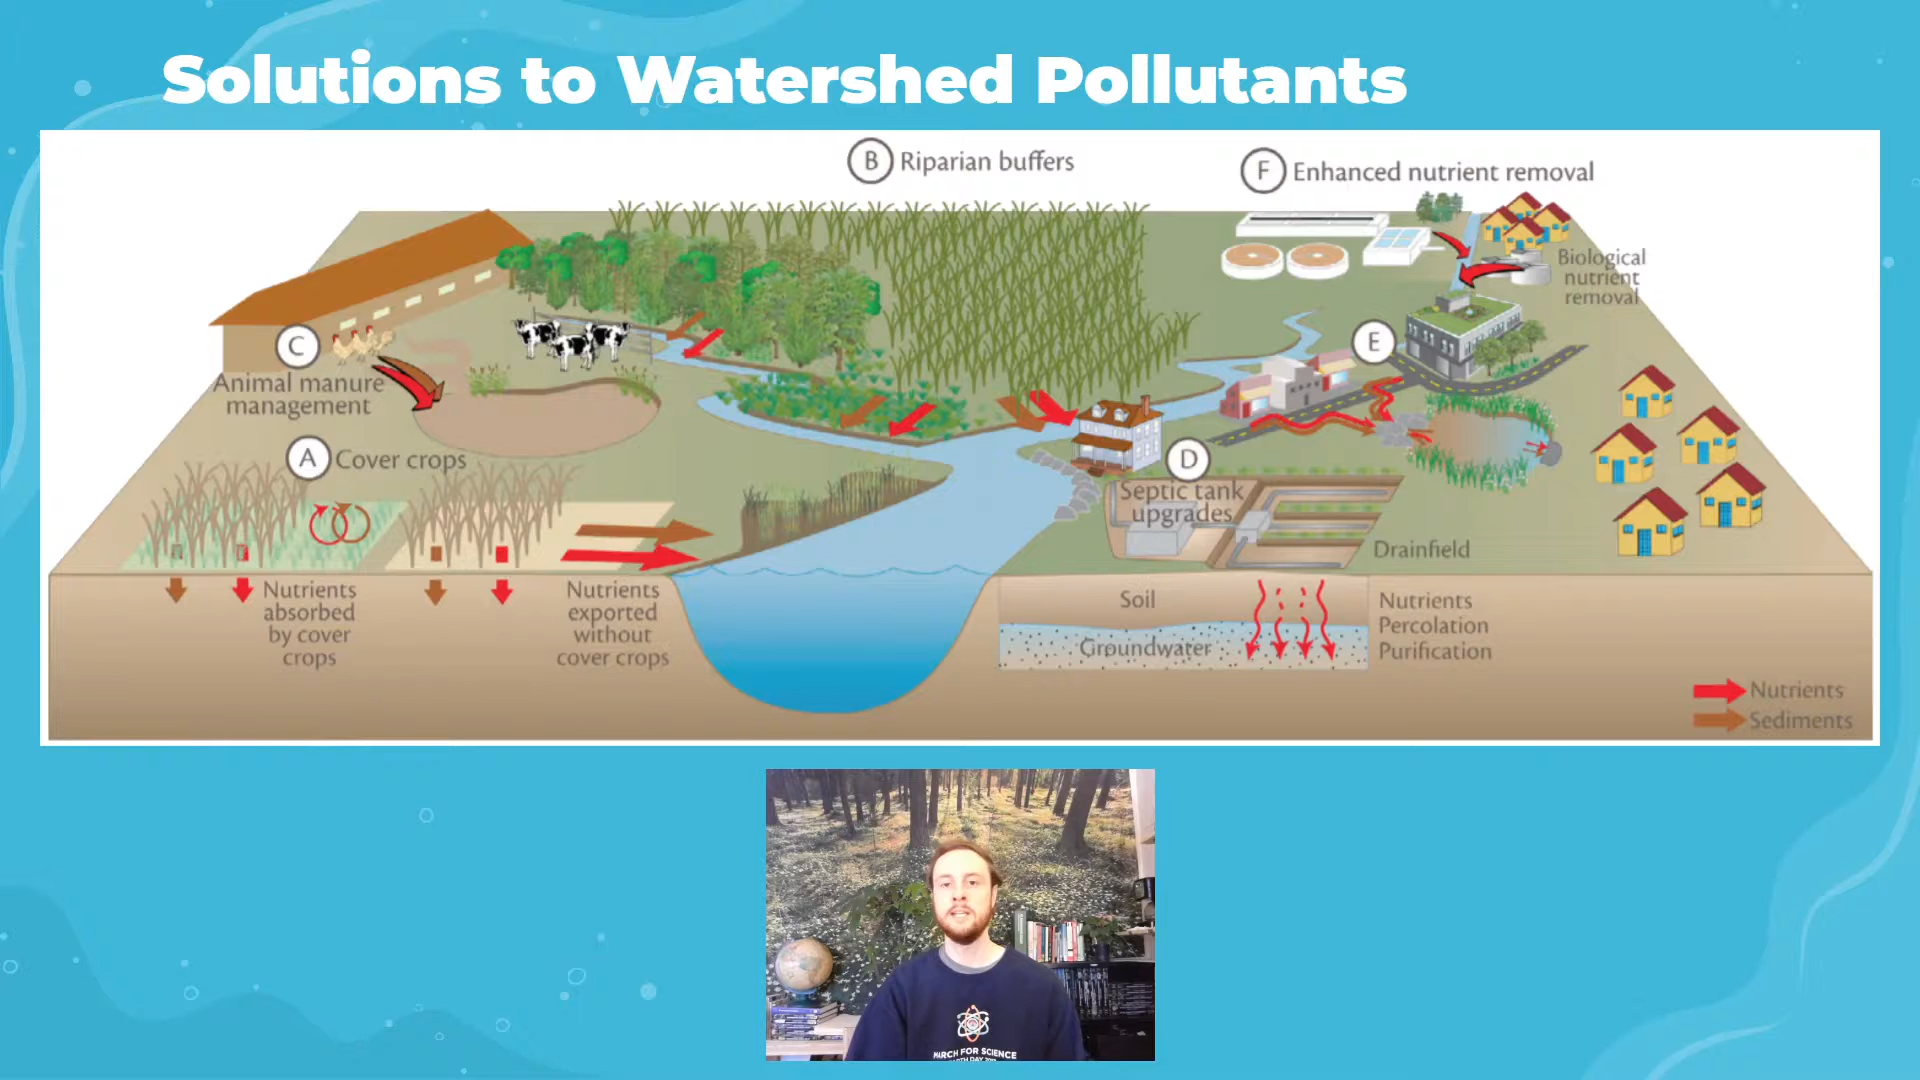 Solutions to Watershed Pollutants
B Riparian buffers
F Enhanced nutrient removal
Biological
nutrient
removal
C
Animal manure
management
E
A Cover crops
D
Septic tank
upgrades
Drainfield
Nutrients
absorbed
by cover
crops
Nutrients
exported
without
cover crops
Soil
Groundwater
Nutrients
Percolation
Purification
Nutrients
Sediments
MARCH FOR SCIENCE